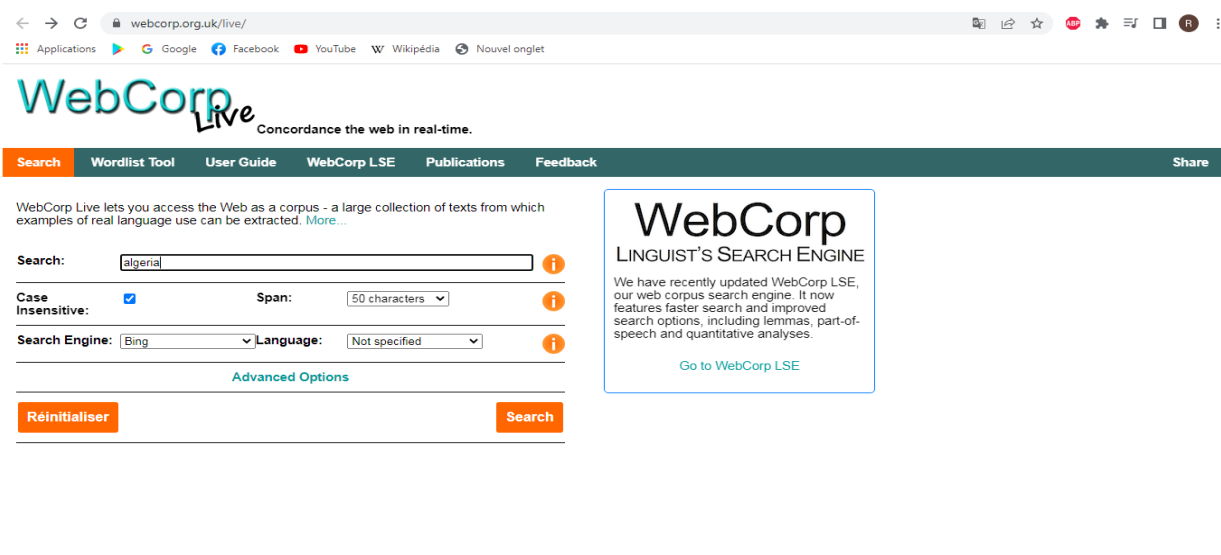 webcorp.org.uk/live/
ABP
R
Applications
G Google
Facebook
YouTube
W Wikipédia
Nouvel onglet
WebCorp Live
Concordance the web in real-time.
Search Wordlist Tool User Guide WebCorp LSE Publications Feedback Share
WebCorp Live lets you access the Web as a corpus - a large collection of texts from which
examples of real language use can be extracted. More...
Search: algeria i
Case
Insensitive:
Span: 50 characters i
Search Engine: Bing Language: Not specified i
Advanced Options
Réinitialiser Search
WebCorp
LINGUIST'S SEARCH ENGINE
We have recently updated WebCorp LSE,
our web corpus search engine. It now
features faster search and improved
search options, including lemmas, part-of-
speech and quantitative analyses.
Go to WebCorp LSE